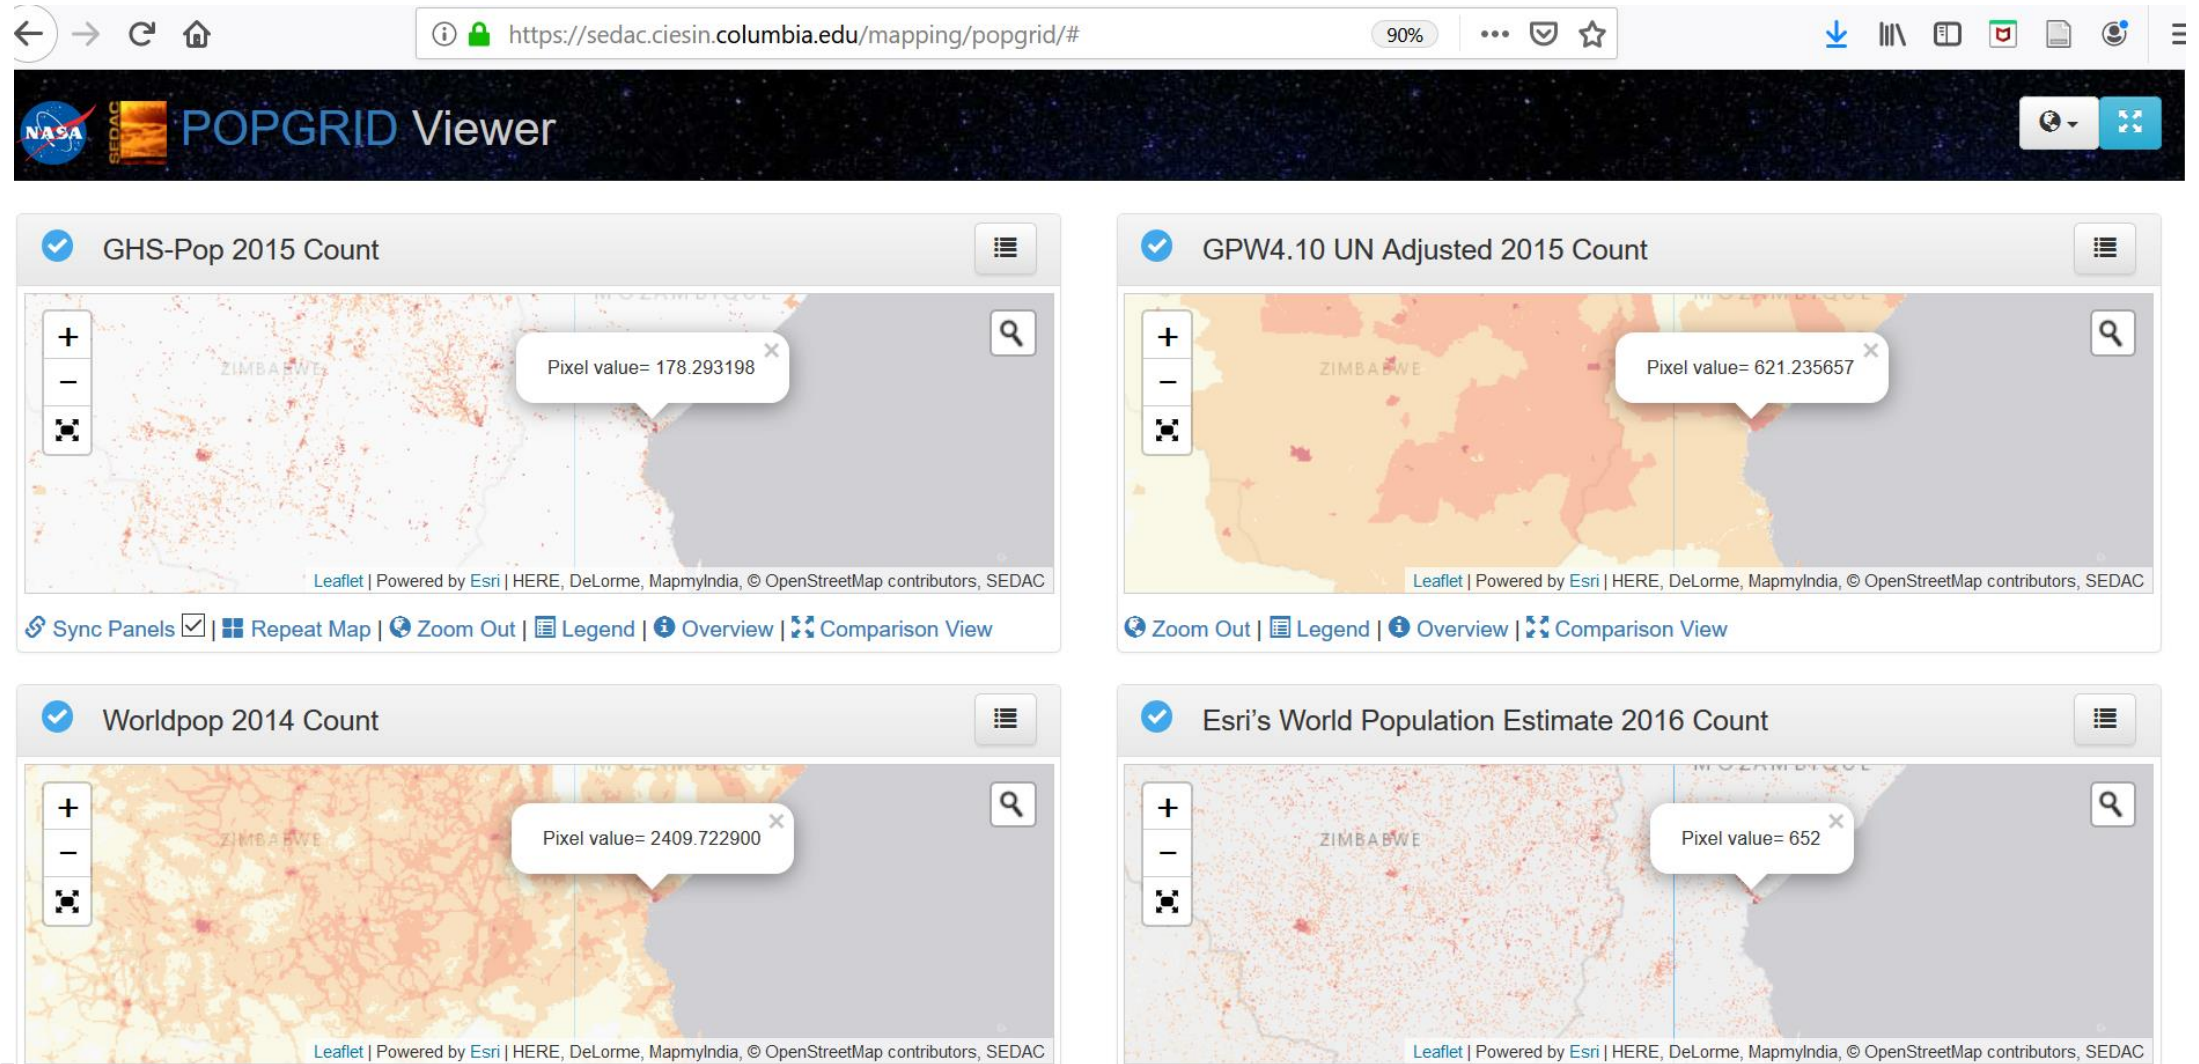 https://sedac.ciesin.columbia.edu/mapping/popgrid/#
90%
NASA
SEDAC
POPGRID Viewer
GHS-Pop 2015 Count
ZIMBABWE
Pixel value= 178.293198
Leaflet | Powered by Esri | HERE, DeLorme, MapmyIndia, © OpenStreetMap contributors, SEDAC
Sync Panels | Repeat Map | Zoom Out | Legend | Overview | Comparison View
GPW4.10 UN Adjusted 2015 Count
ZIMBABWE
Pixel value= 621.235657
Leaflet | Powered by Esri | HERE, DeLorme, MapmyIndia, © OpenStreetMap contributors, SEDAC
Zoom Out | Legend | Overview | Comparison View
Worldpop 2014 Count
ZIMBABWE
Pixel value= 2409.722900
Leaflet | Powered by Esri | HERE, DeLorme, MapmyIndia, © OpenStreetMap contributors, SEDAC
Esri's World Population Estimate 2016 Count
ZIMBABWE
Pixel value= 652
Leaflet | Powered by Esri | HERE, DeLorme, MapmyIndia, © OpenStreetMap contributors, SEDAC